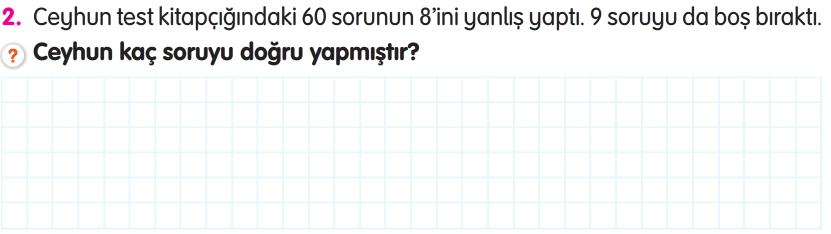 2. Ceyhun test kitapçığındaki 60 sorunun 8'ini yanlış yaptı. 9 soruyu da boş bıraktı.
? Ceyhun kaç soruyu doğru yapmıştır?